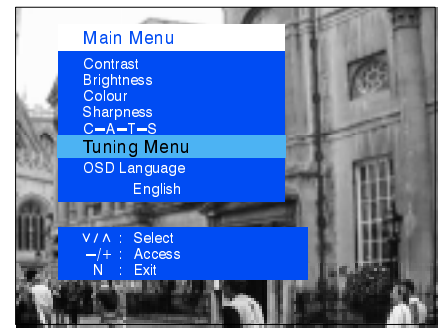 Main Menu
Contrast
Brightness
Colour
Sharpness
C–A–T–S
Tuning Menu
OSD Language
English
∨/∧ : Select
–/+ : Access
N : Exit